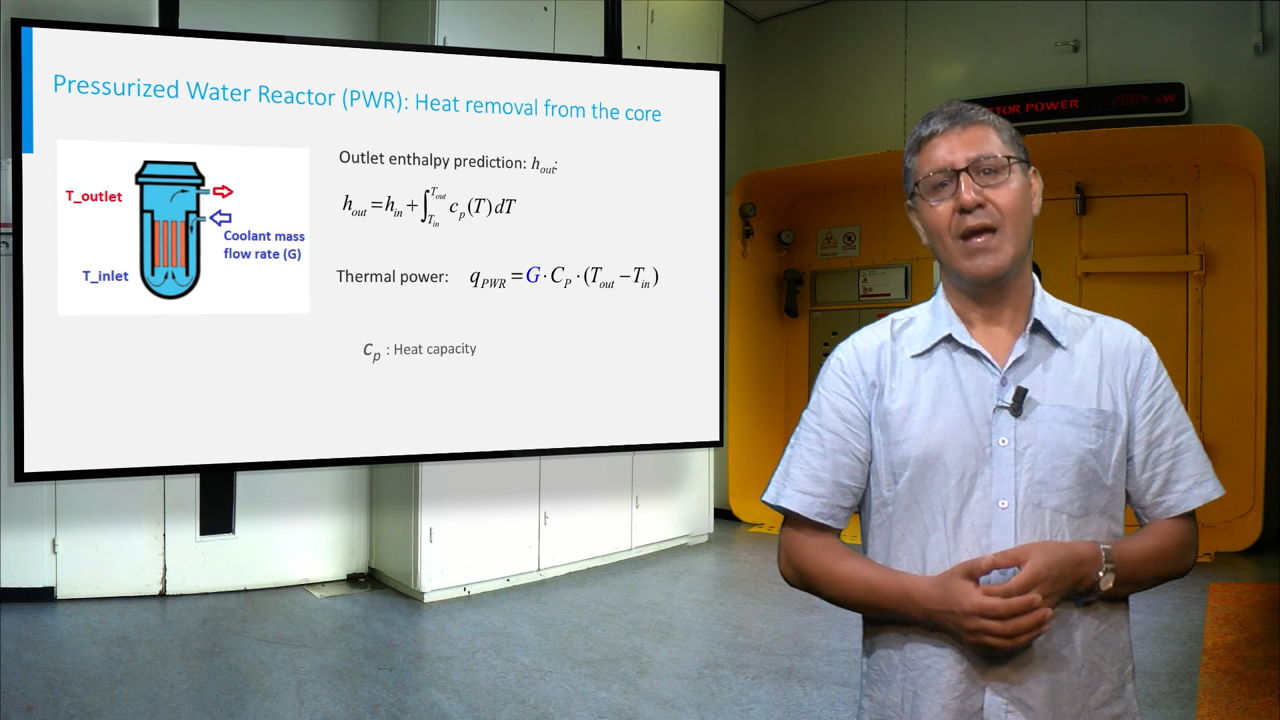 Pressurized Water Reactor (PWR): Heat removal from the core
T_outlet
Coolant mass
flow rate (G)
T_inlet
Outlet enthalpy prediction: h_out:
h_out = h_in + ∫_{T_in}^{T_out} c_p(T) dT
Thermal power: q_PWR = G · C_P · (T_out − T_in)
c_p : Heat capacity
POWER
kW